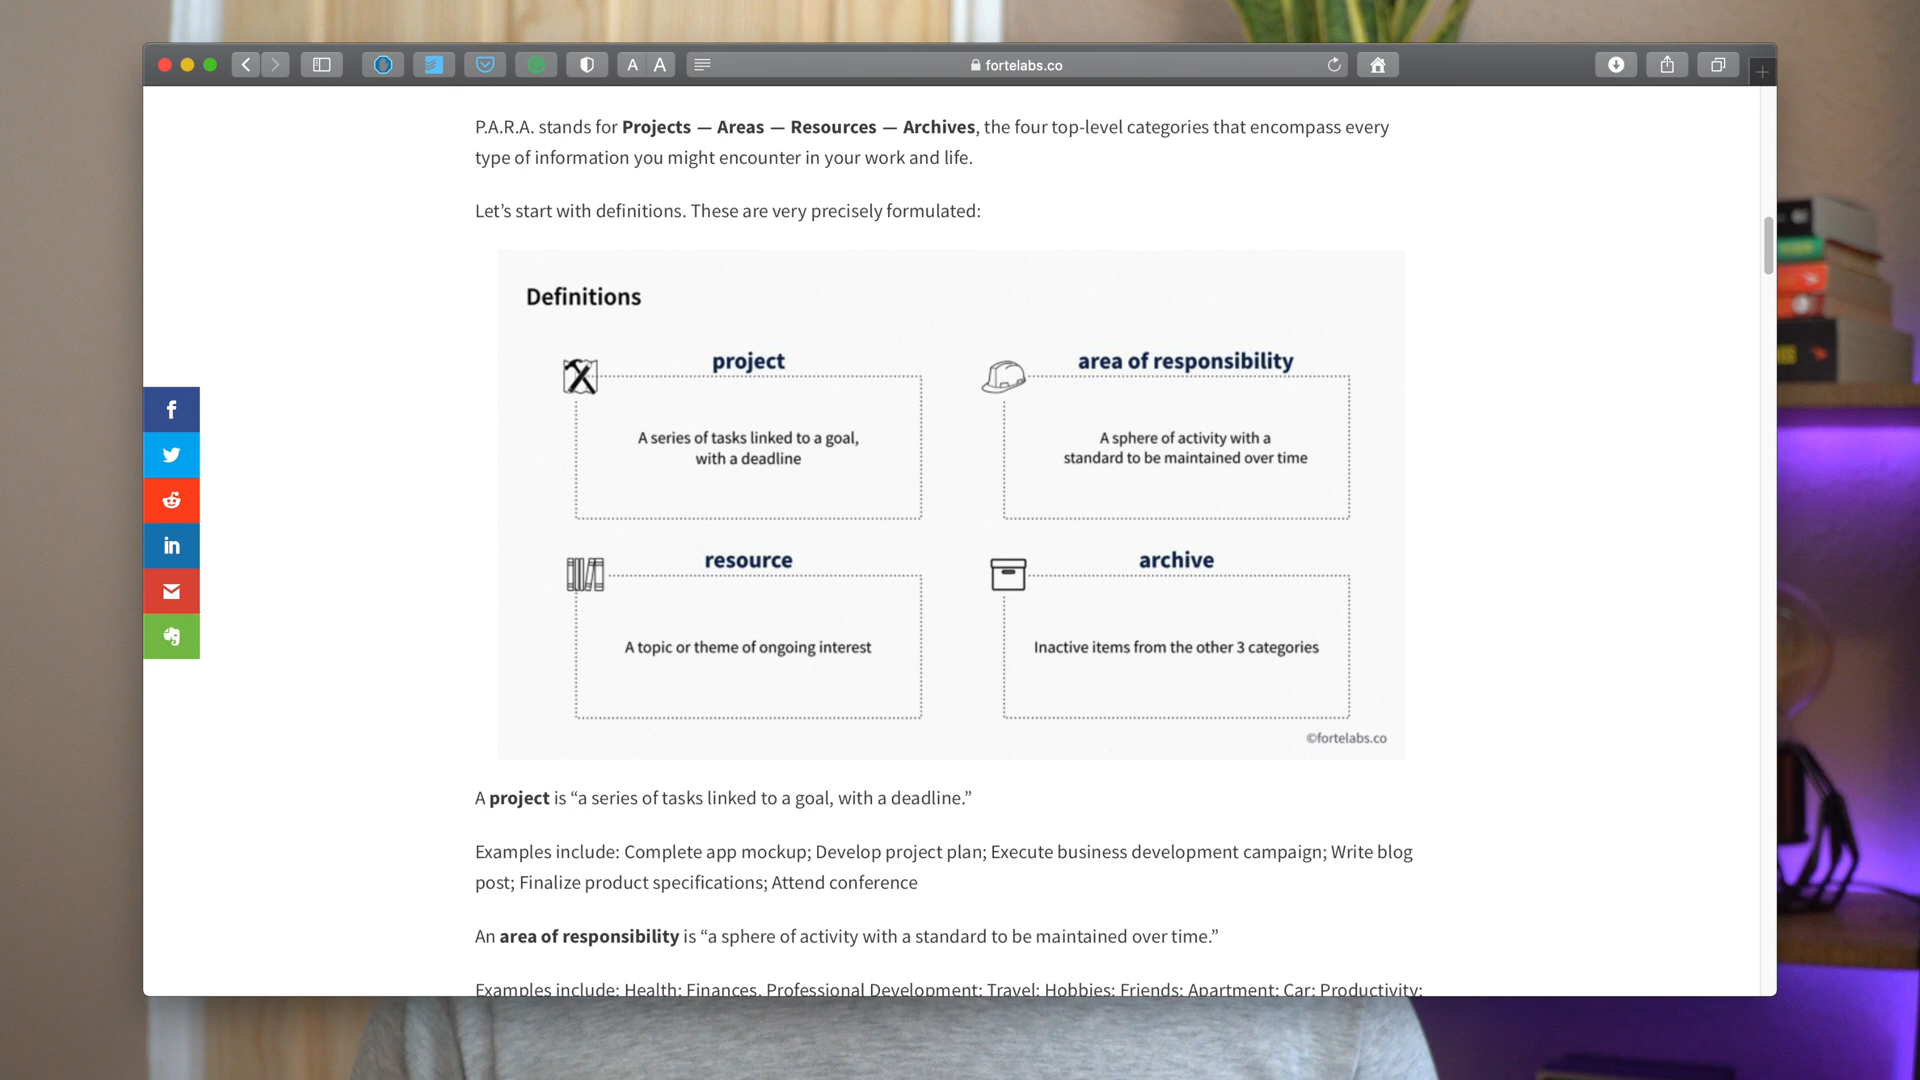 A A
fortelabs.co
P.A.R.A. stands for Projects — Areas — Resources — Archives, the four top-level categories that encompass every
type of information you might encounter in your work and life.
Let’s start with definitions. These are very precisely formulated:
Definitions
project
A series of tasks linked to a goal,
with a deadline
area of responsibility
A sphere of activity with a
standard to be maintained over time
resource
A topic or theme of ongoing interest
archive
Inactive items from the other 3 categories
©fortelabs.co
A project is “a series of tasks linked to a goal, with a deadline.”
Examples include: Complete app mockup; Develop project plan; Execute business development campaign; Write blog
post; Finalize product specifications; Attend conference
An area of responsibility is “a sphere of activity with a standard to be maintained over time.”
Examples include: Health; Finances, Professional Development; Travel; Hobbies; Friends; Apartment; Car; Productivity;